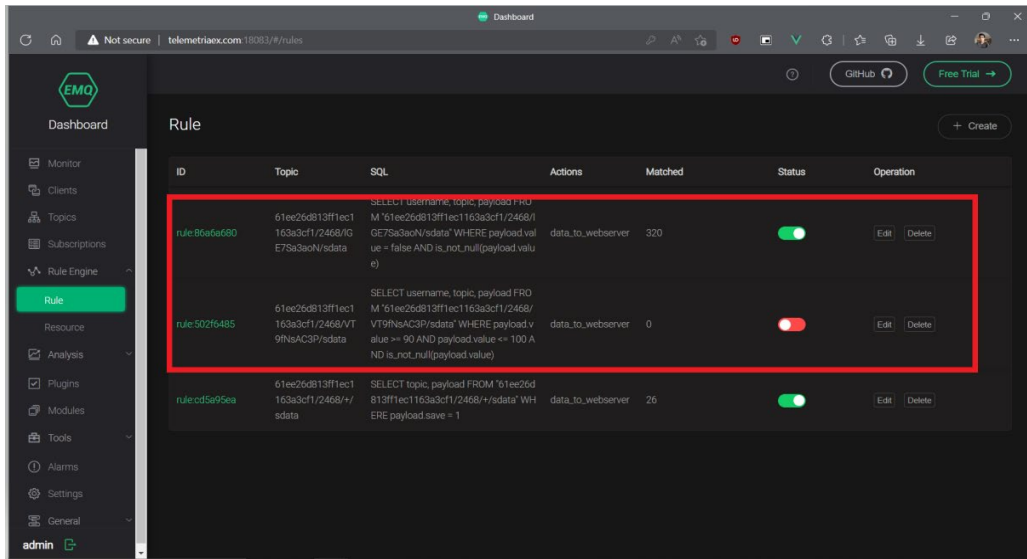 Dashboard
Not secure | telemetriaex.com:18083/#/rules
EMQ
Dashboard
GitHub
Free Trial →
Rule
+ Create
Monitor
Clients
Topics
Subscriptions
Rule Engine
Rule
Resource
Analysis
Plugins
Modules
Tools
Alarms
Settings
General
admin
ID Topic SQL Actions Matched Status Operation
SELECT username, topic, payload FRO
61ee26d813ff1ec1 M "61ee26d813ff1ec1163a3cf1/2468/I
rule:86a6a680 163a3cf1/2468/IG GE7Sa3aoN/sdata" WHERE payload.val data_to_webserver 320 Edit Delete
E7Sa3aoN/sdata ue = false AND is_not_null(payload.valu
e)
SELECT username, topic, payload FRO
61ee26d813ff1ec1 M "61ee26d813ff1ec1163a3cf1/2468/
rule:502f6485 163a3cf1/2468/VT VT9fNsAC3P/sdata" WHERE payload.v data_to_webserver 0 Edit Delete
9fNsAC3P/sdata alue >= 90 AND payload.value <= 100 A
ND is_not_null(payload.value)
61ee26d813ff1ec1 SELECT topic, payload FROM "61ee26d
rule:cd5a95ea 163a3cf1/2468/+/ 813ff1ec1163a3cf1/2468/+/sdata" WH data_to_webserver 26 Edit Delete
sdata ERE payload.save = 1